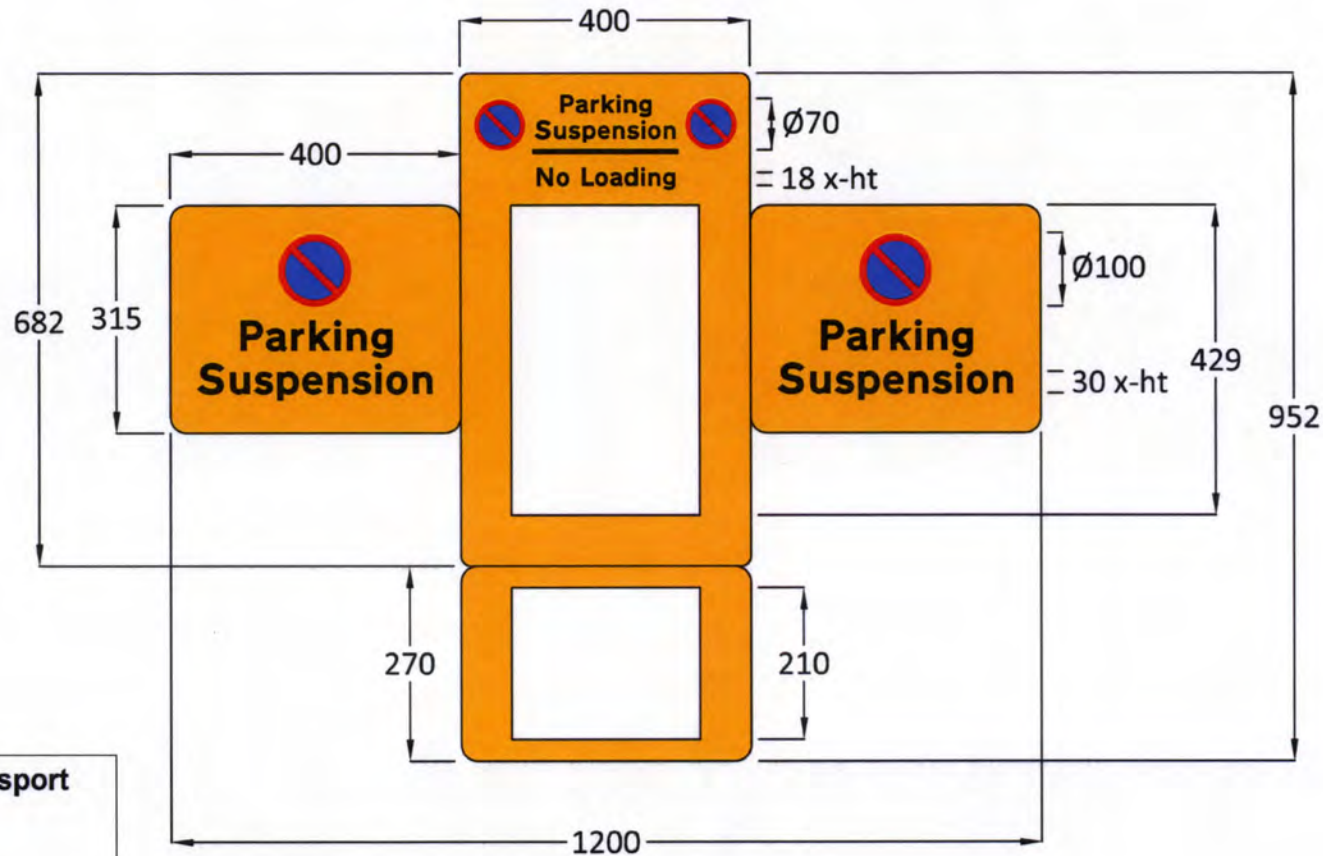 400
Parking
Suspension
No Loading
Ø70
18 x-ht
400
682
315
Parking
Suspension
Parking
Suspension
Ø100
30 x-ht
429
952
270
210
sport
1200